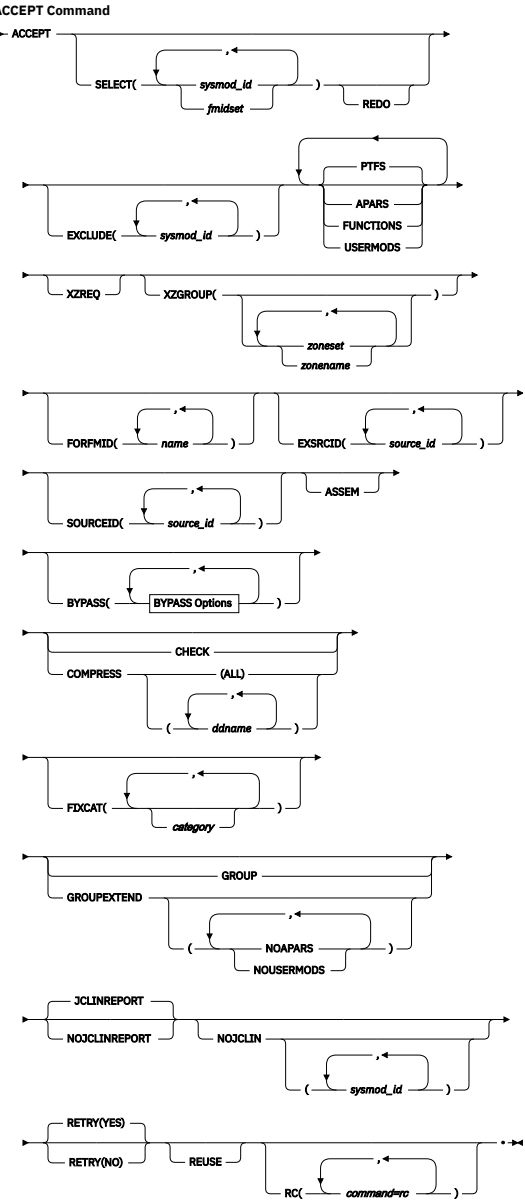 ACCEPT Command
ACCEPT
,
SELECT( sysmod_id )
fmidset
REDO
PTFS
,
APARS
EXCLUDE( sysmod_id )
FUNCTIONS
USERMODS
XZREQ
XZGROUP( )
,
zoneset
zonename
, ,
FORFMID( name ) EXSRCID( source_id )
,
SOURCEID( source_id )
ASSEM
,
BYPASS( BYPASS Options )
CHECK
COMPRESS (ALL)
,
( ddname )
,
FIXCAT( )
category
GROUP
GROUPEXTEND
,
( NOAPARS )
NOUSERMODS
JCLINREPORT
NOJCLINREPORT NOJCLIN
,
( sysmod_id )
RETRY(YES)
.
RETRY(NO) REUSE
,
RC( command=rc )